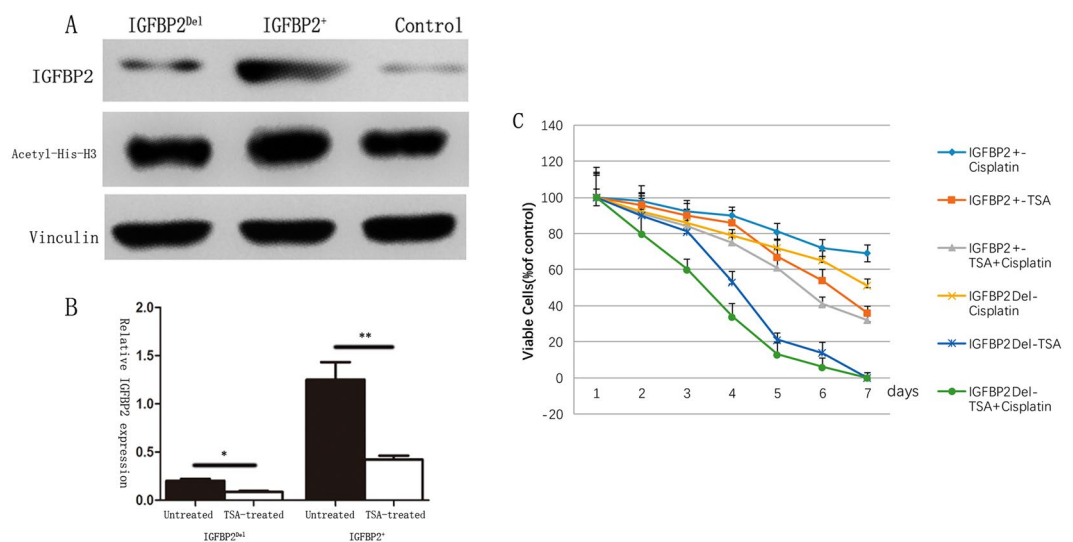 A
IGFBP2Del
IGFBP2+
Control
IGFBP2
Acetyl-His-H3
Vinculin
B
Relative IGFBP2 expression
2.0
1.5
1.0
0.5
0.0
*
**
Untreated
TSA-treated
Untreated
TSA-treated
IGFBP2Del
IGFBP2+
C
Viable Cells(%of control)
140
120
100
80
60
40
20
0
-20
1 2 3 4 5 6 7 days
IGFBP2+-
Cisplatin
IGFBP2+-TSA
IGFBP2+-
TSA+Cisplatin
IGFBP2Del-
Cisplatin
IGFBP2Del-TSA
IGFBP2Del-
TSA+Cisplatin